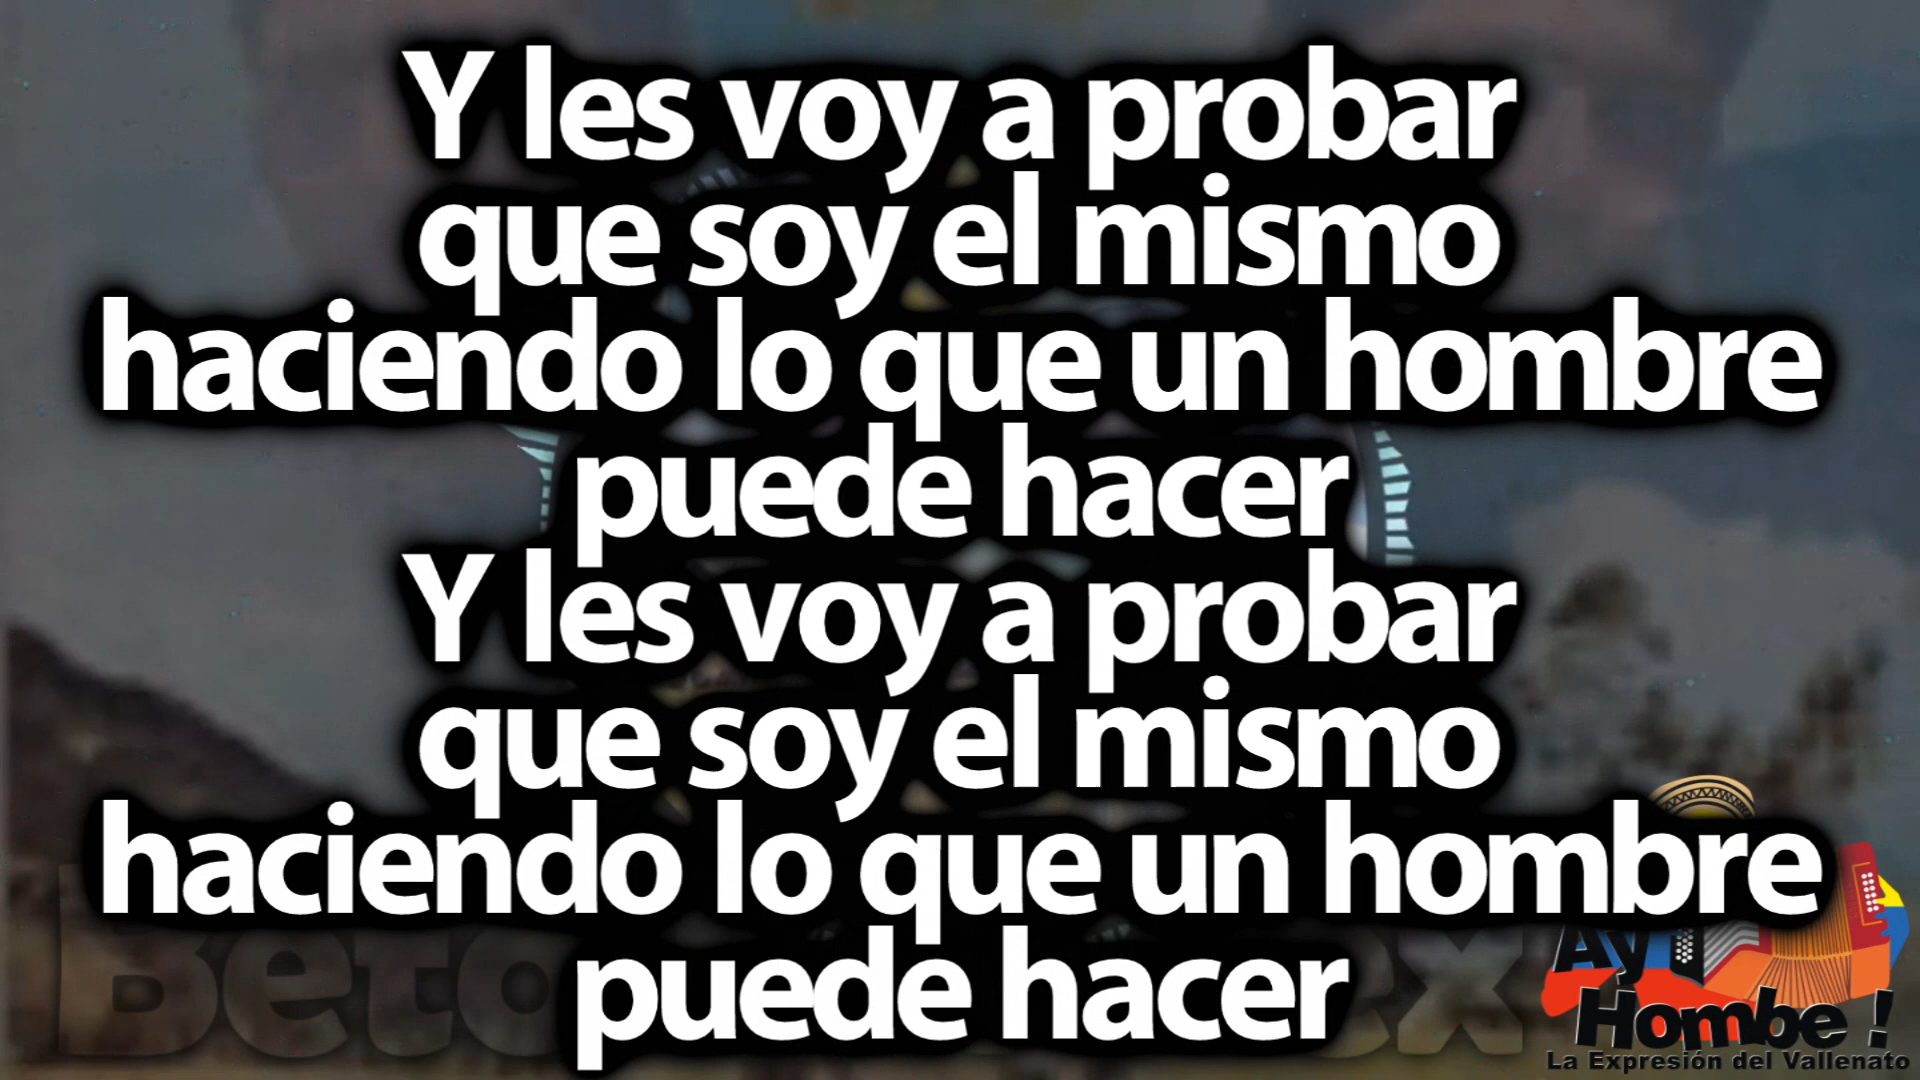 Y les voy a probar
que soy el mismo
haciendo lo que un hombre
puede hacer
Y les voy a probar
que soy el mismo
haciendo lo que un hombre
puede hacer
Ay
Hombe !
La Expresión del Vallenato